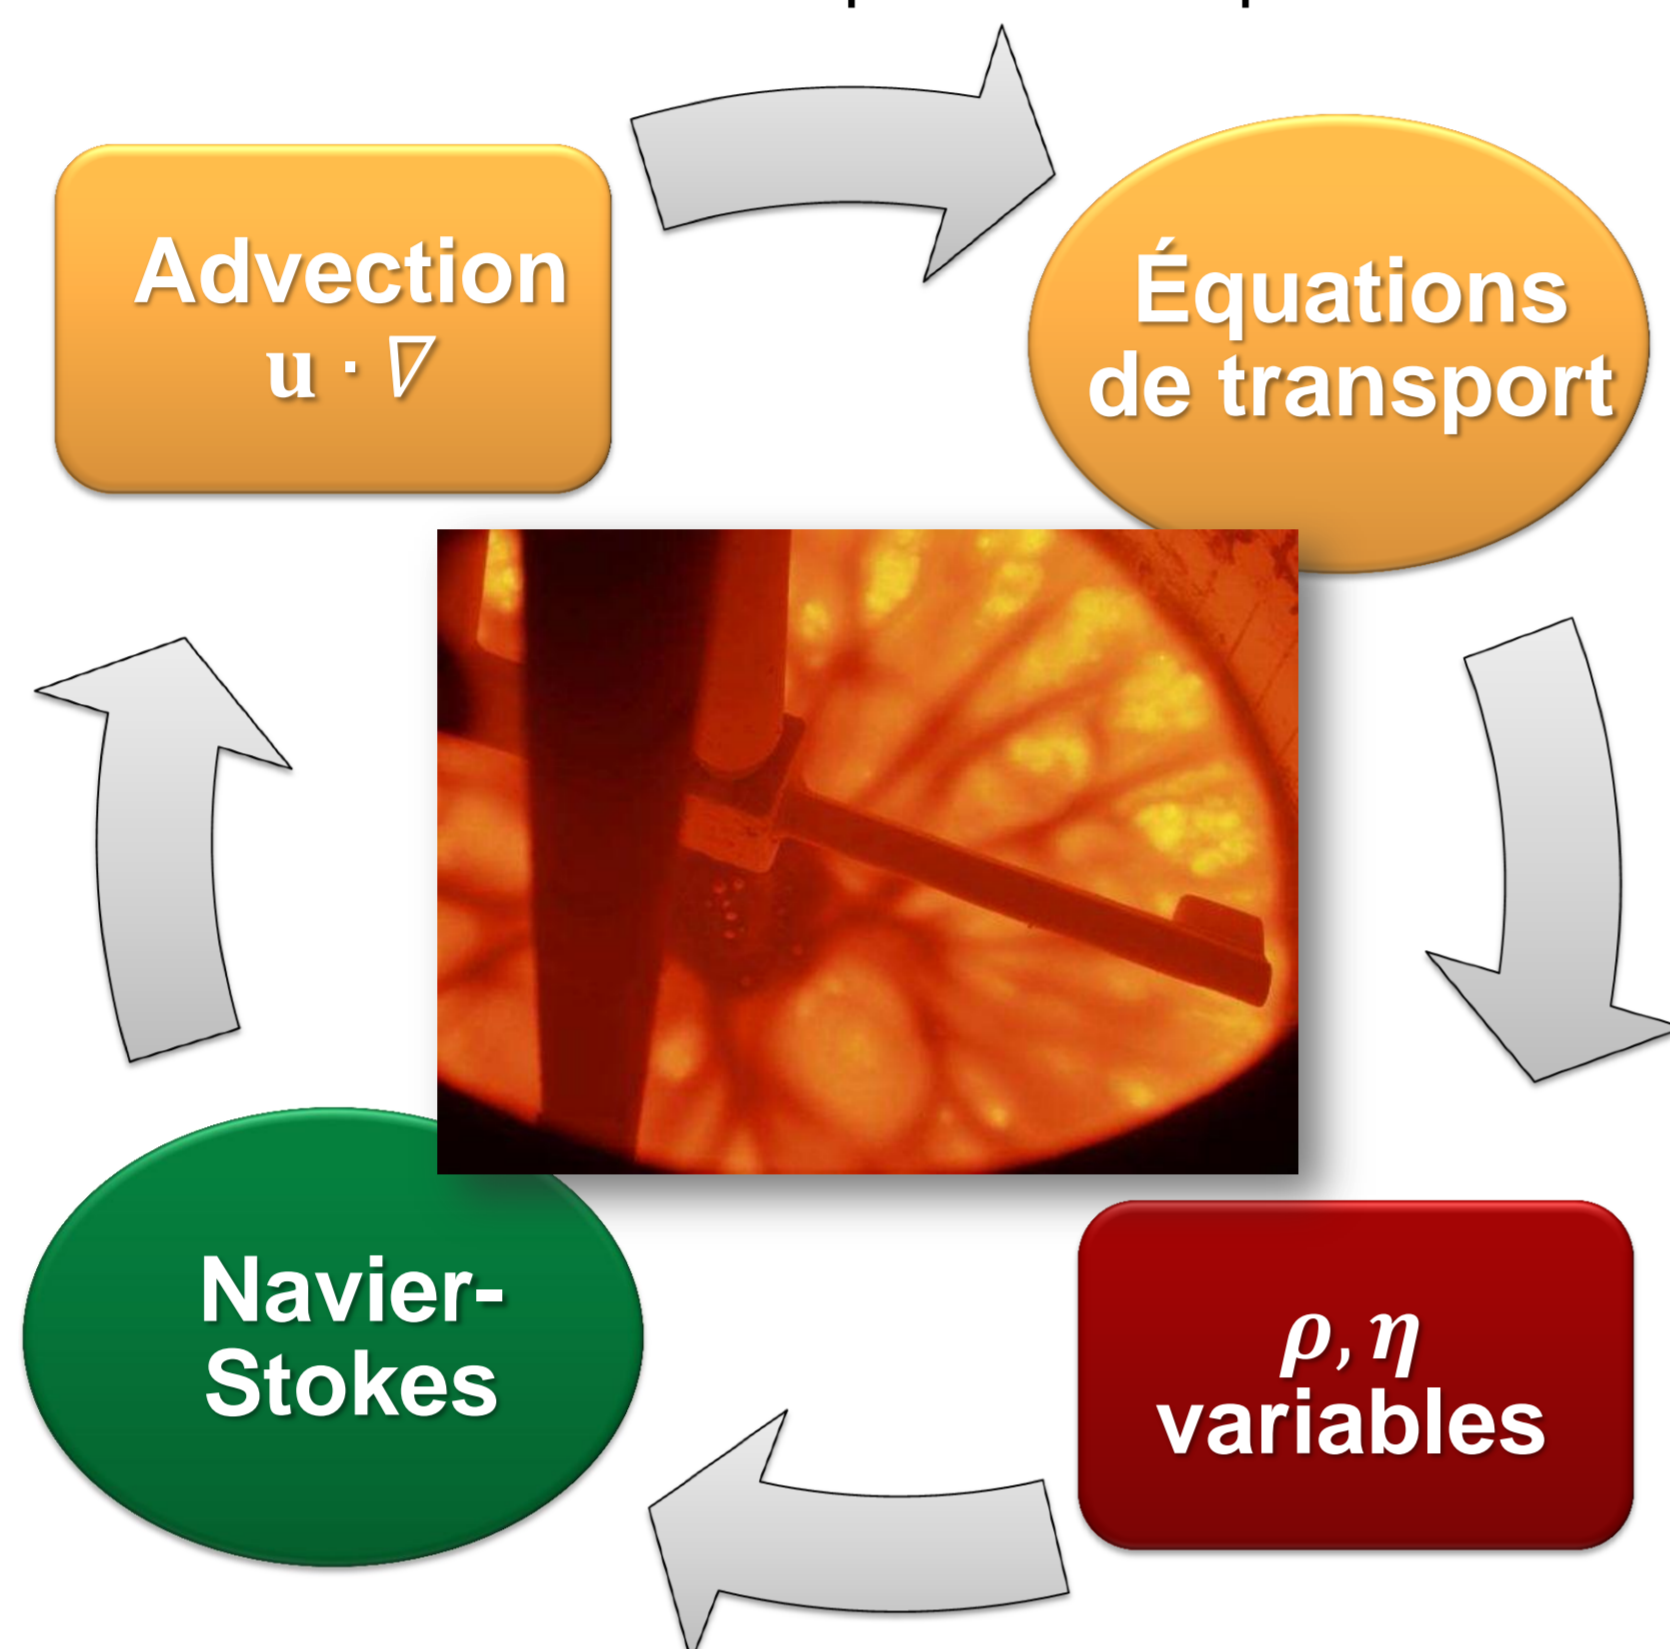 Advection
u · ∇
Équations
de transport
Navier-
Stokes
ρ, η
variables